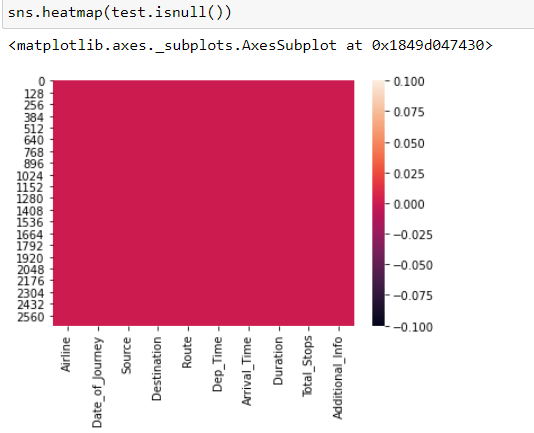 sns.heatmap(test.isnull())
<matplotlib.axes._subplots.AxesSubplot at 0x1849d047430>
0
128
256
384
512
640
768
896
1024
1152
1280
1408
1536
1664
1792
1920
2048
2176
2304
2432
2560
Airline
Date_of_Journey
Source
Destination
Route
Dep_Time
Arrival_Time
Duration
Total_Stops
Additional_Info
0.100
0.075
0.050
0.025
0.000
−0.025
−0.050
−0.075
−0.100